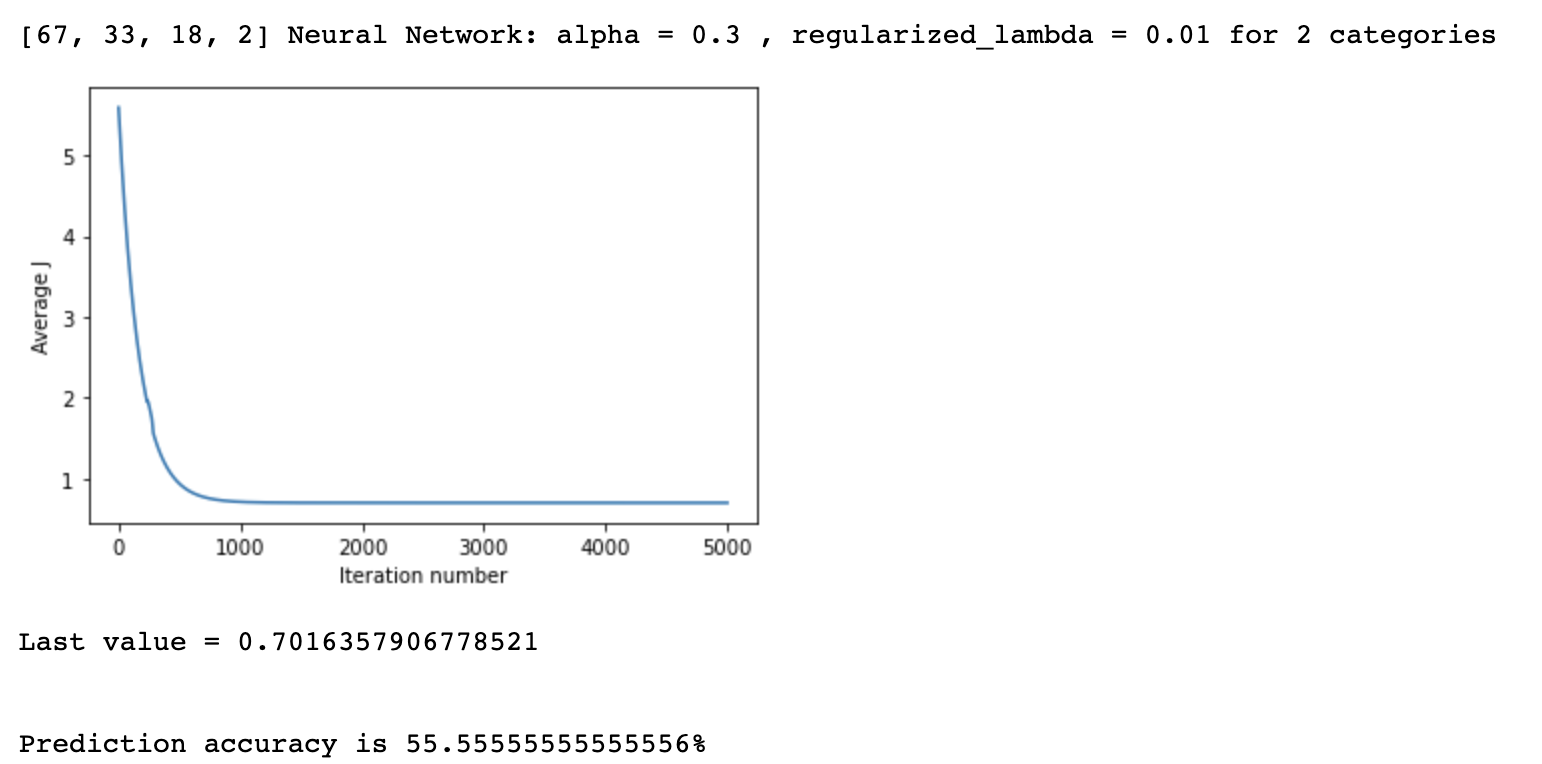 [67, 33, 18, 2] Neural Network: alpha = 0.3 , regularized_lambda = 0.01 for 2 categories
5
4
3
2
1
Average J
0 1000 2000 3000 4000 5000
Iteration number
Last value = 0.7016357906778521
Prediction accuracy is 55.55555555555556%